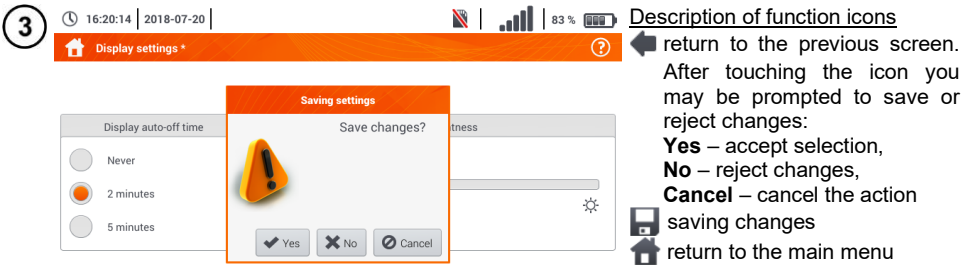 3
16:20:14 2018-07-20 83 %
Display settings *
?
Saving settings
Save changes?
Display auto-off time
tness
Never
2 minutes
5 minutes
Yes No Cancel
Description of function icons
return to the previous screen.
After touching the icon you
may be prompted to save or
reject changes:
Yes – accept selection,
No – reject changes,
Cancel – cancel the action
saving changes
return to the main menu